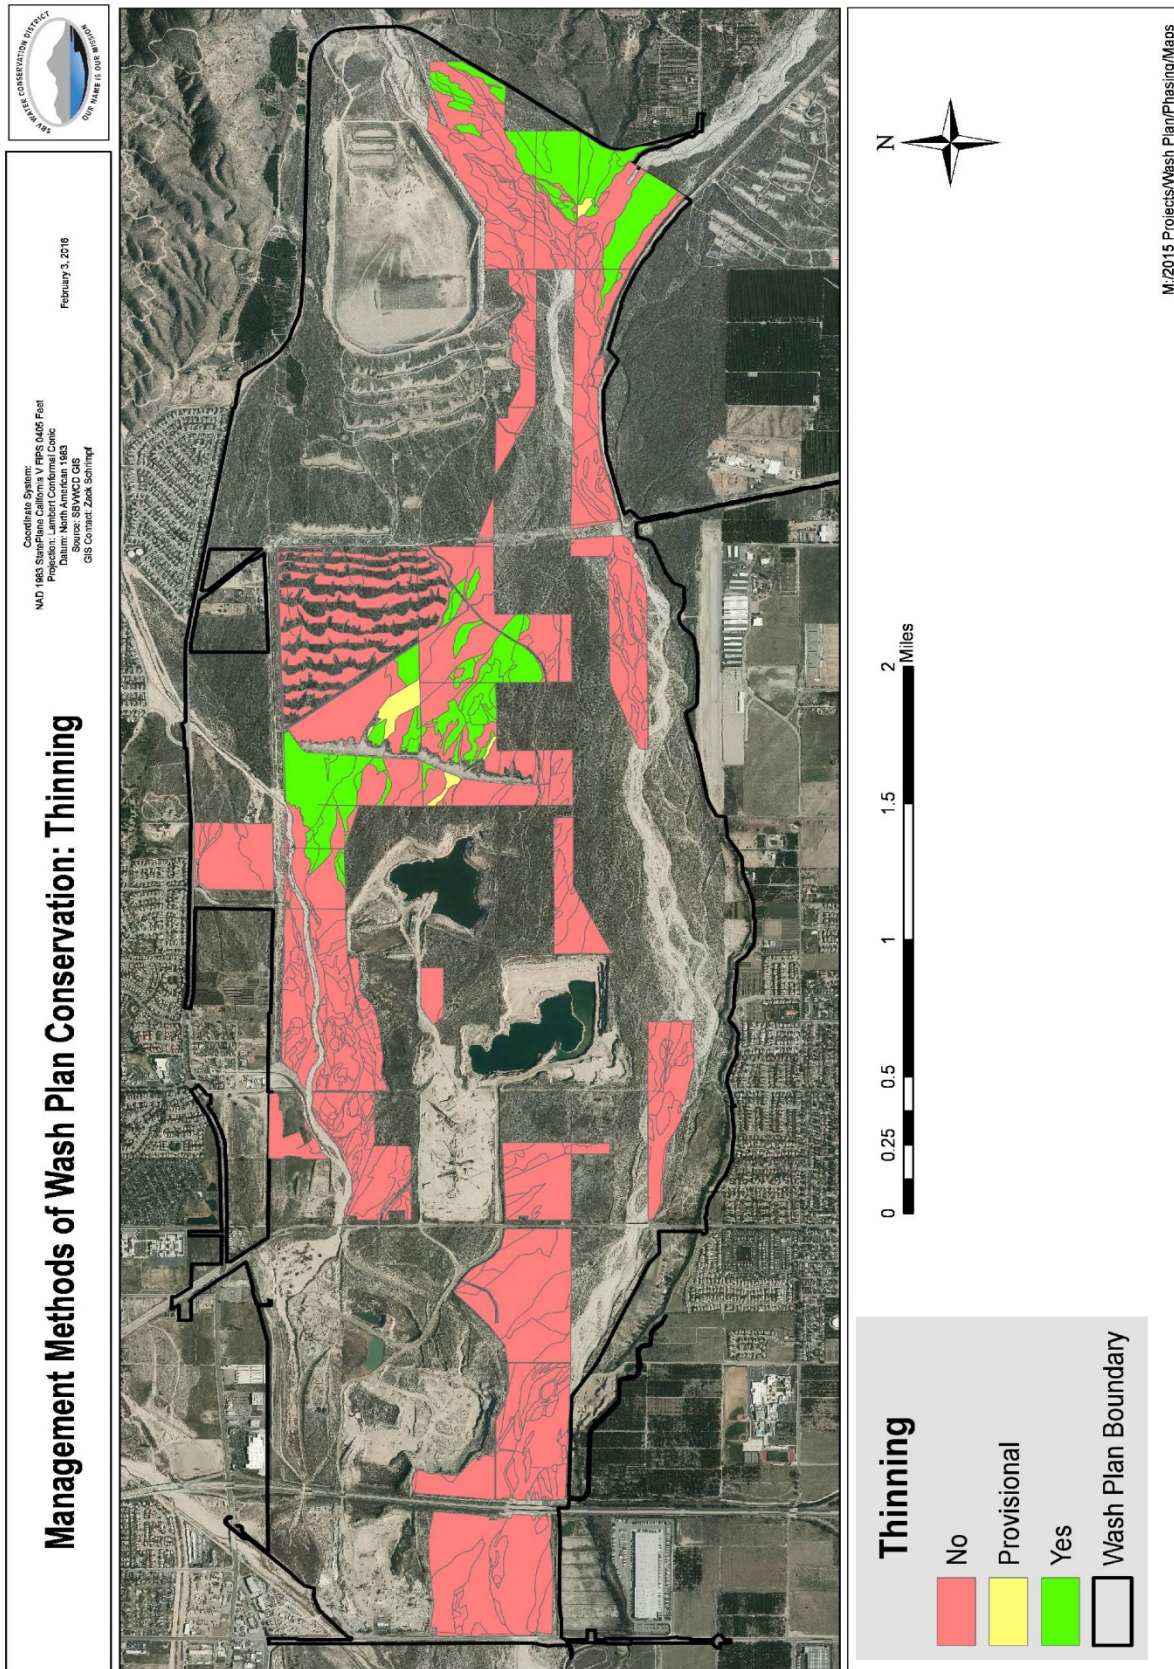 Management Methods of Wash Plan Conservation: Thinning
Coordinate System:
NAD 1983 StatePlane California V FIPS 0405 Feet
Projection: Lambert Conformal Conic
Datum: North American 1983
Source: SBVWCD GIS
GIS Contact: Zack Schrimpf
February 3, 2016
SBV WATER CONSERVATION DISTRICT
OUR NAME IS OUR MISSION
Thinning
No
Provisional
Yes
Wash Plan Boundary
0 0.25 0.5 1 1.5 2
Miles
N
M:/2015 Projects/Wash Plan/Phasing/Maps